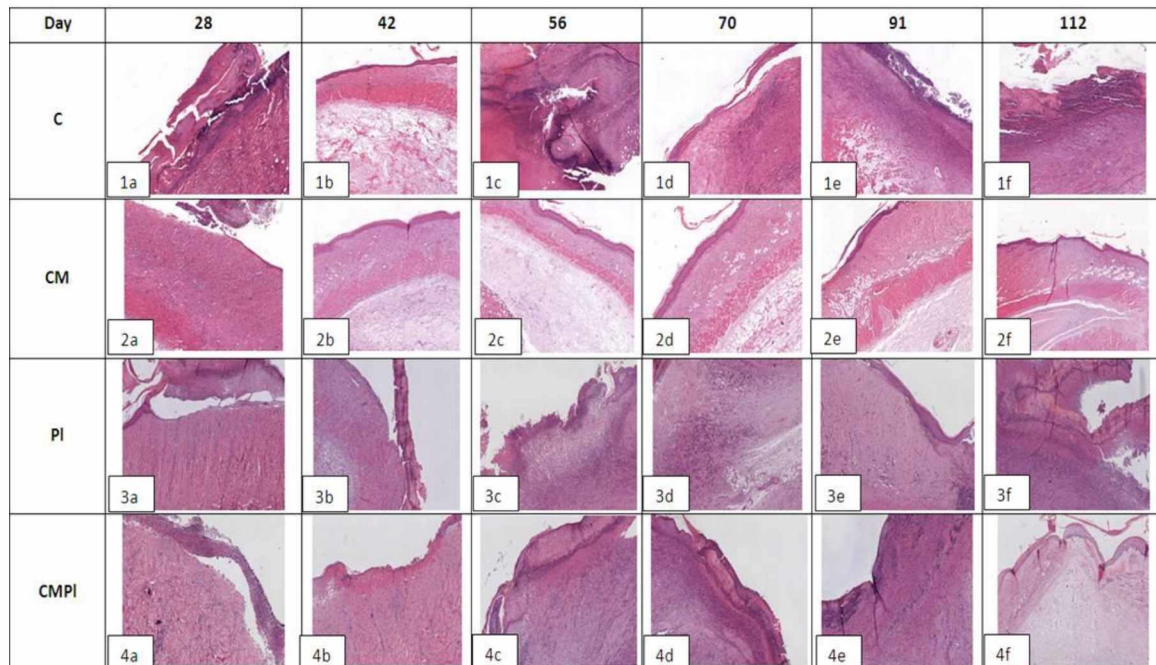 Day 28 42 56 70 91 112
C
1a 1b 1c 1d 1e 1f
CM
2a 2b 2c 2d 2e 2f
Pl
3a 3b 3c 3d 3e 3f
CMPl
4a 4b 4c 4d 4e 4f